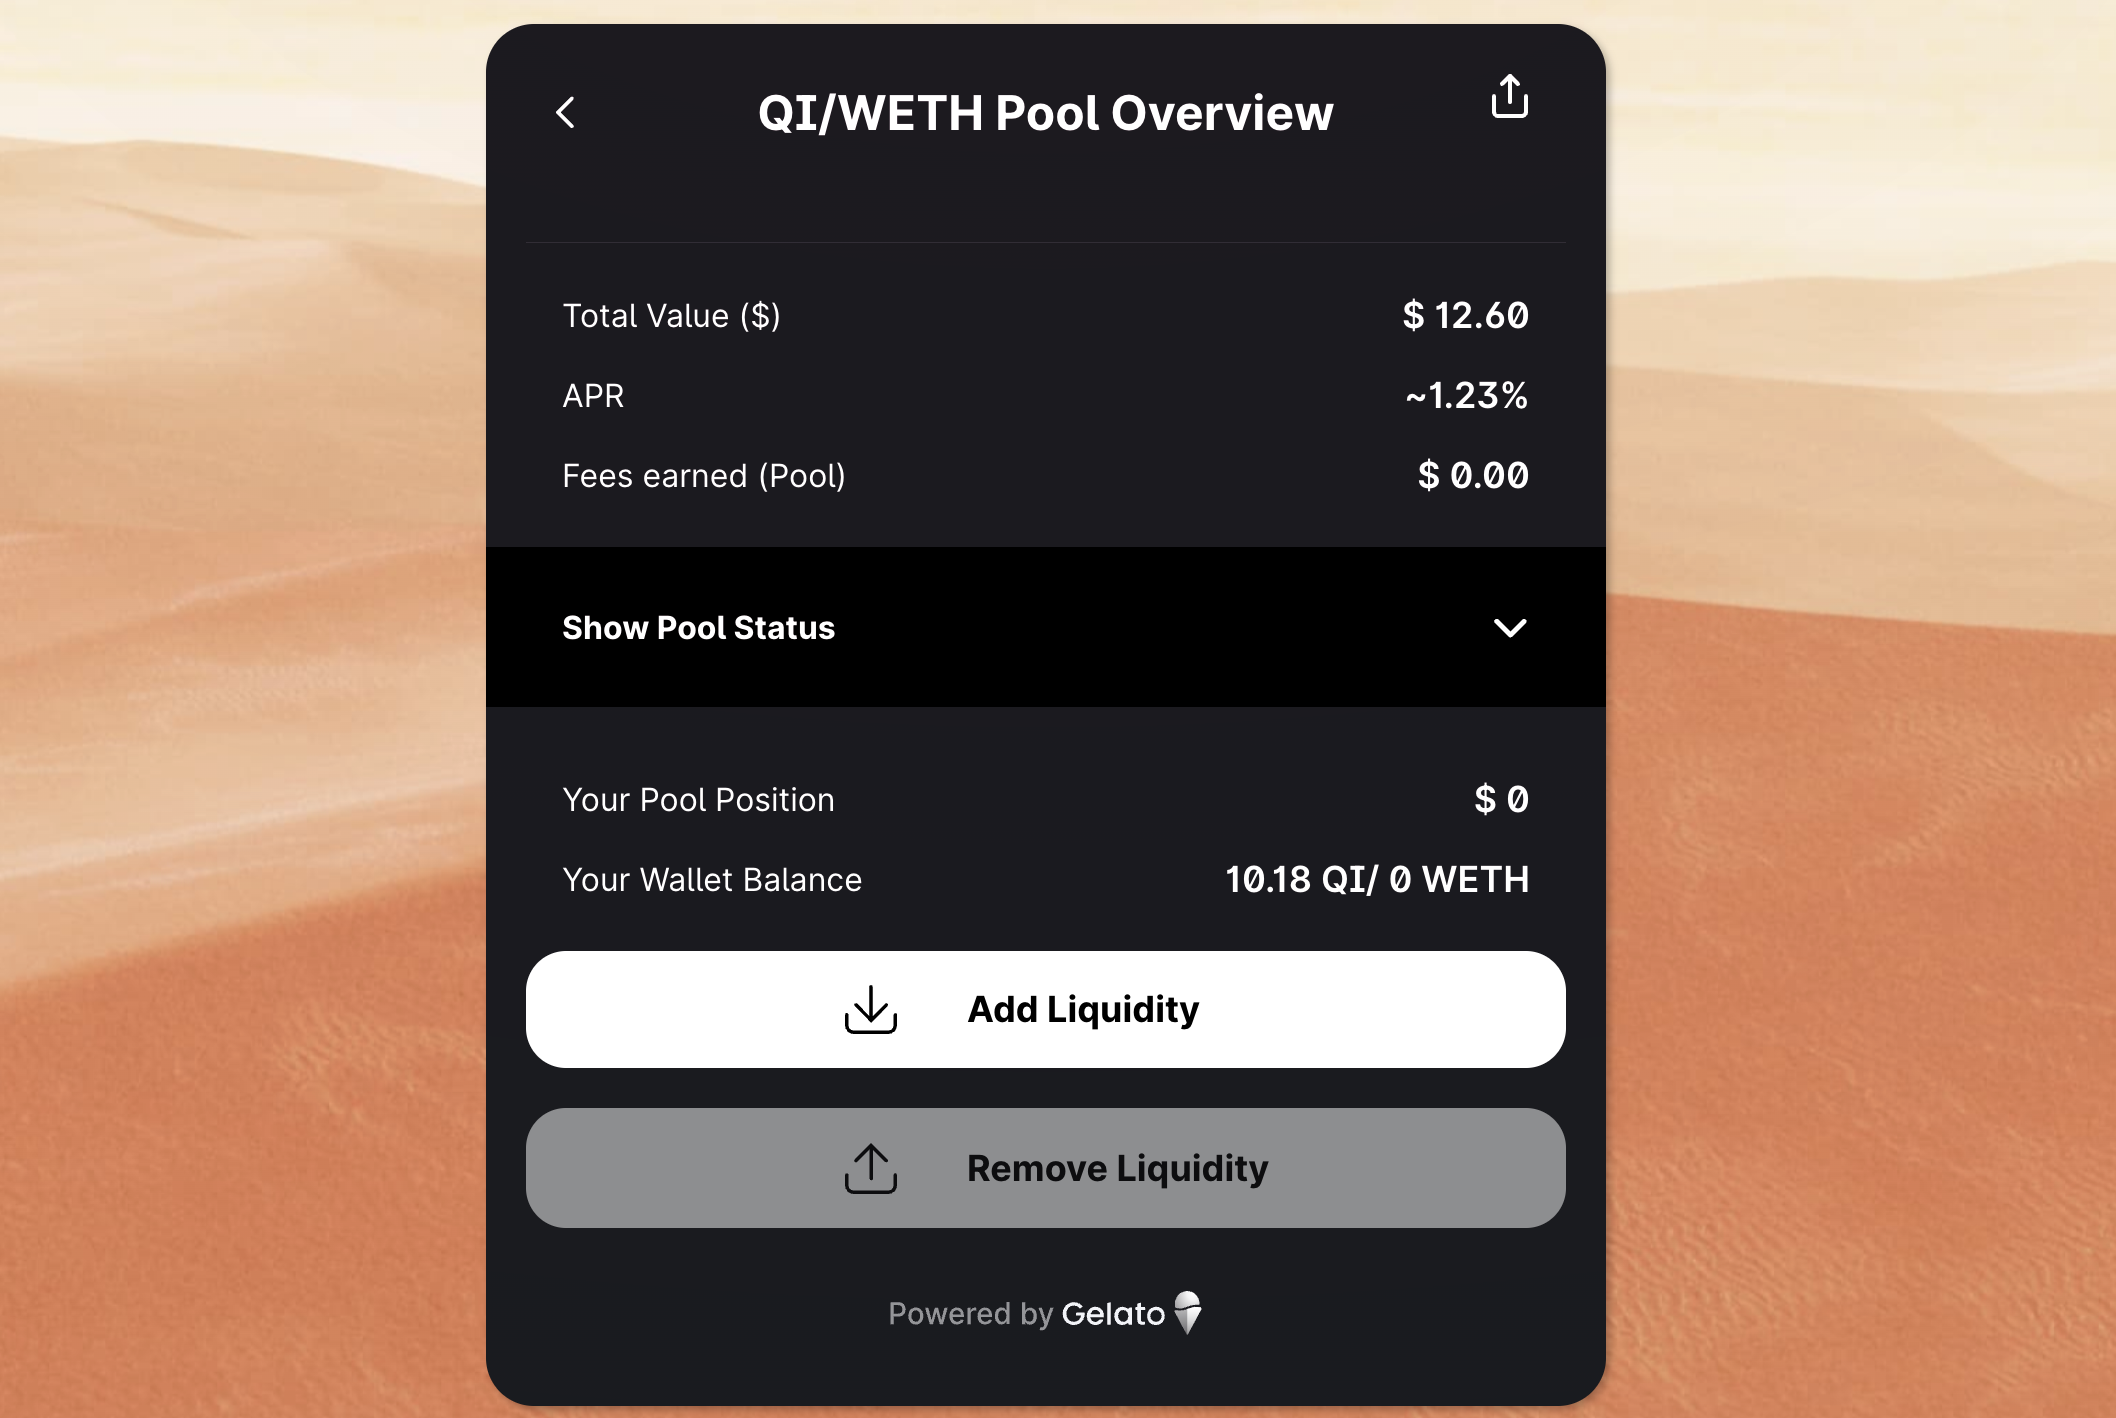 QI/WETH Pool Overview
Total Value ($) $ 12.60
APR ~1.23%
Fees earned (Pool) $ 0.00
Show Pool Status
Your Pool Position $ 0
Your Wallet Balance 10.18 QI/ 0 WETH
Add Liquidity
Remove Liquidity
Powered by Gelato